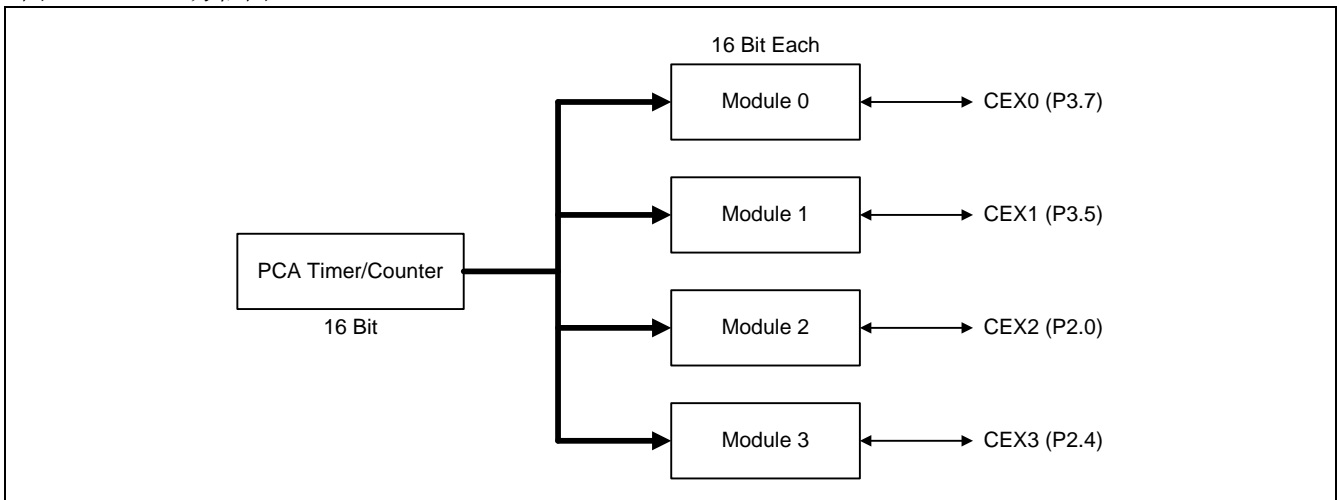 16 Bit Each
Module 0
CEX0 (P3.7)
Module 1
CEX1 (P3.5)
PCA Timer/Counter
16 Bit
Module 2
CEX2 (P2.0)
Module 3
CEX3 (P2.4)